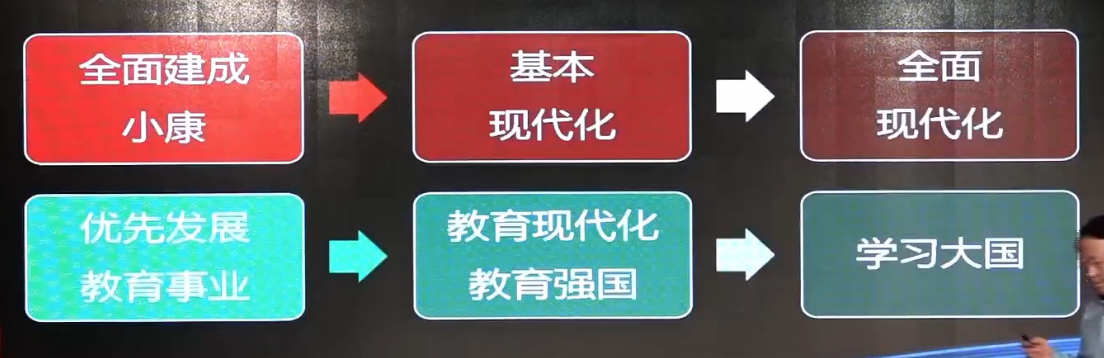 全面建成
小康
基本
现代化
全面
现代化
优先发展
教育事业
教育现代化
教育强国
学习大国